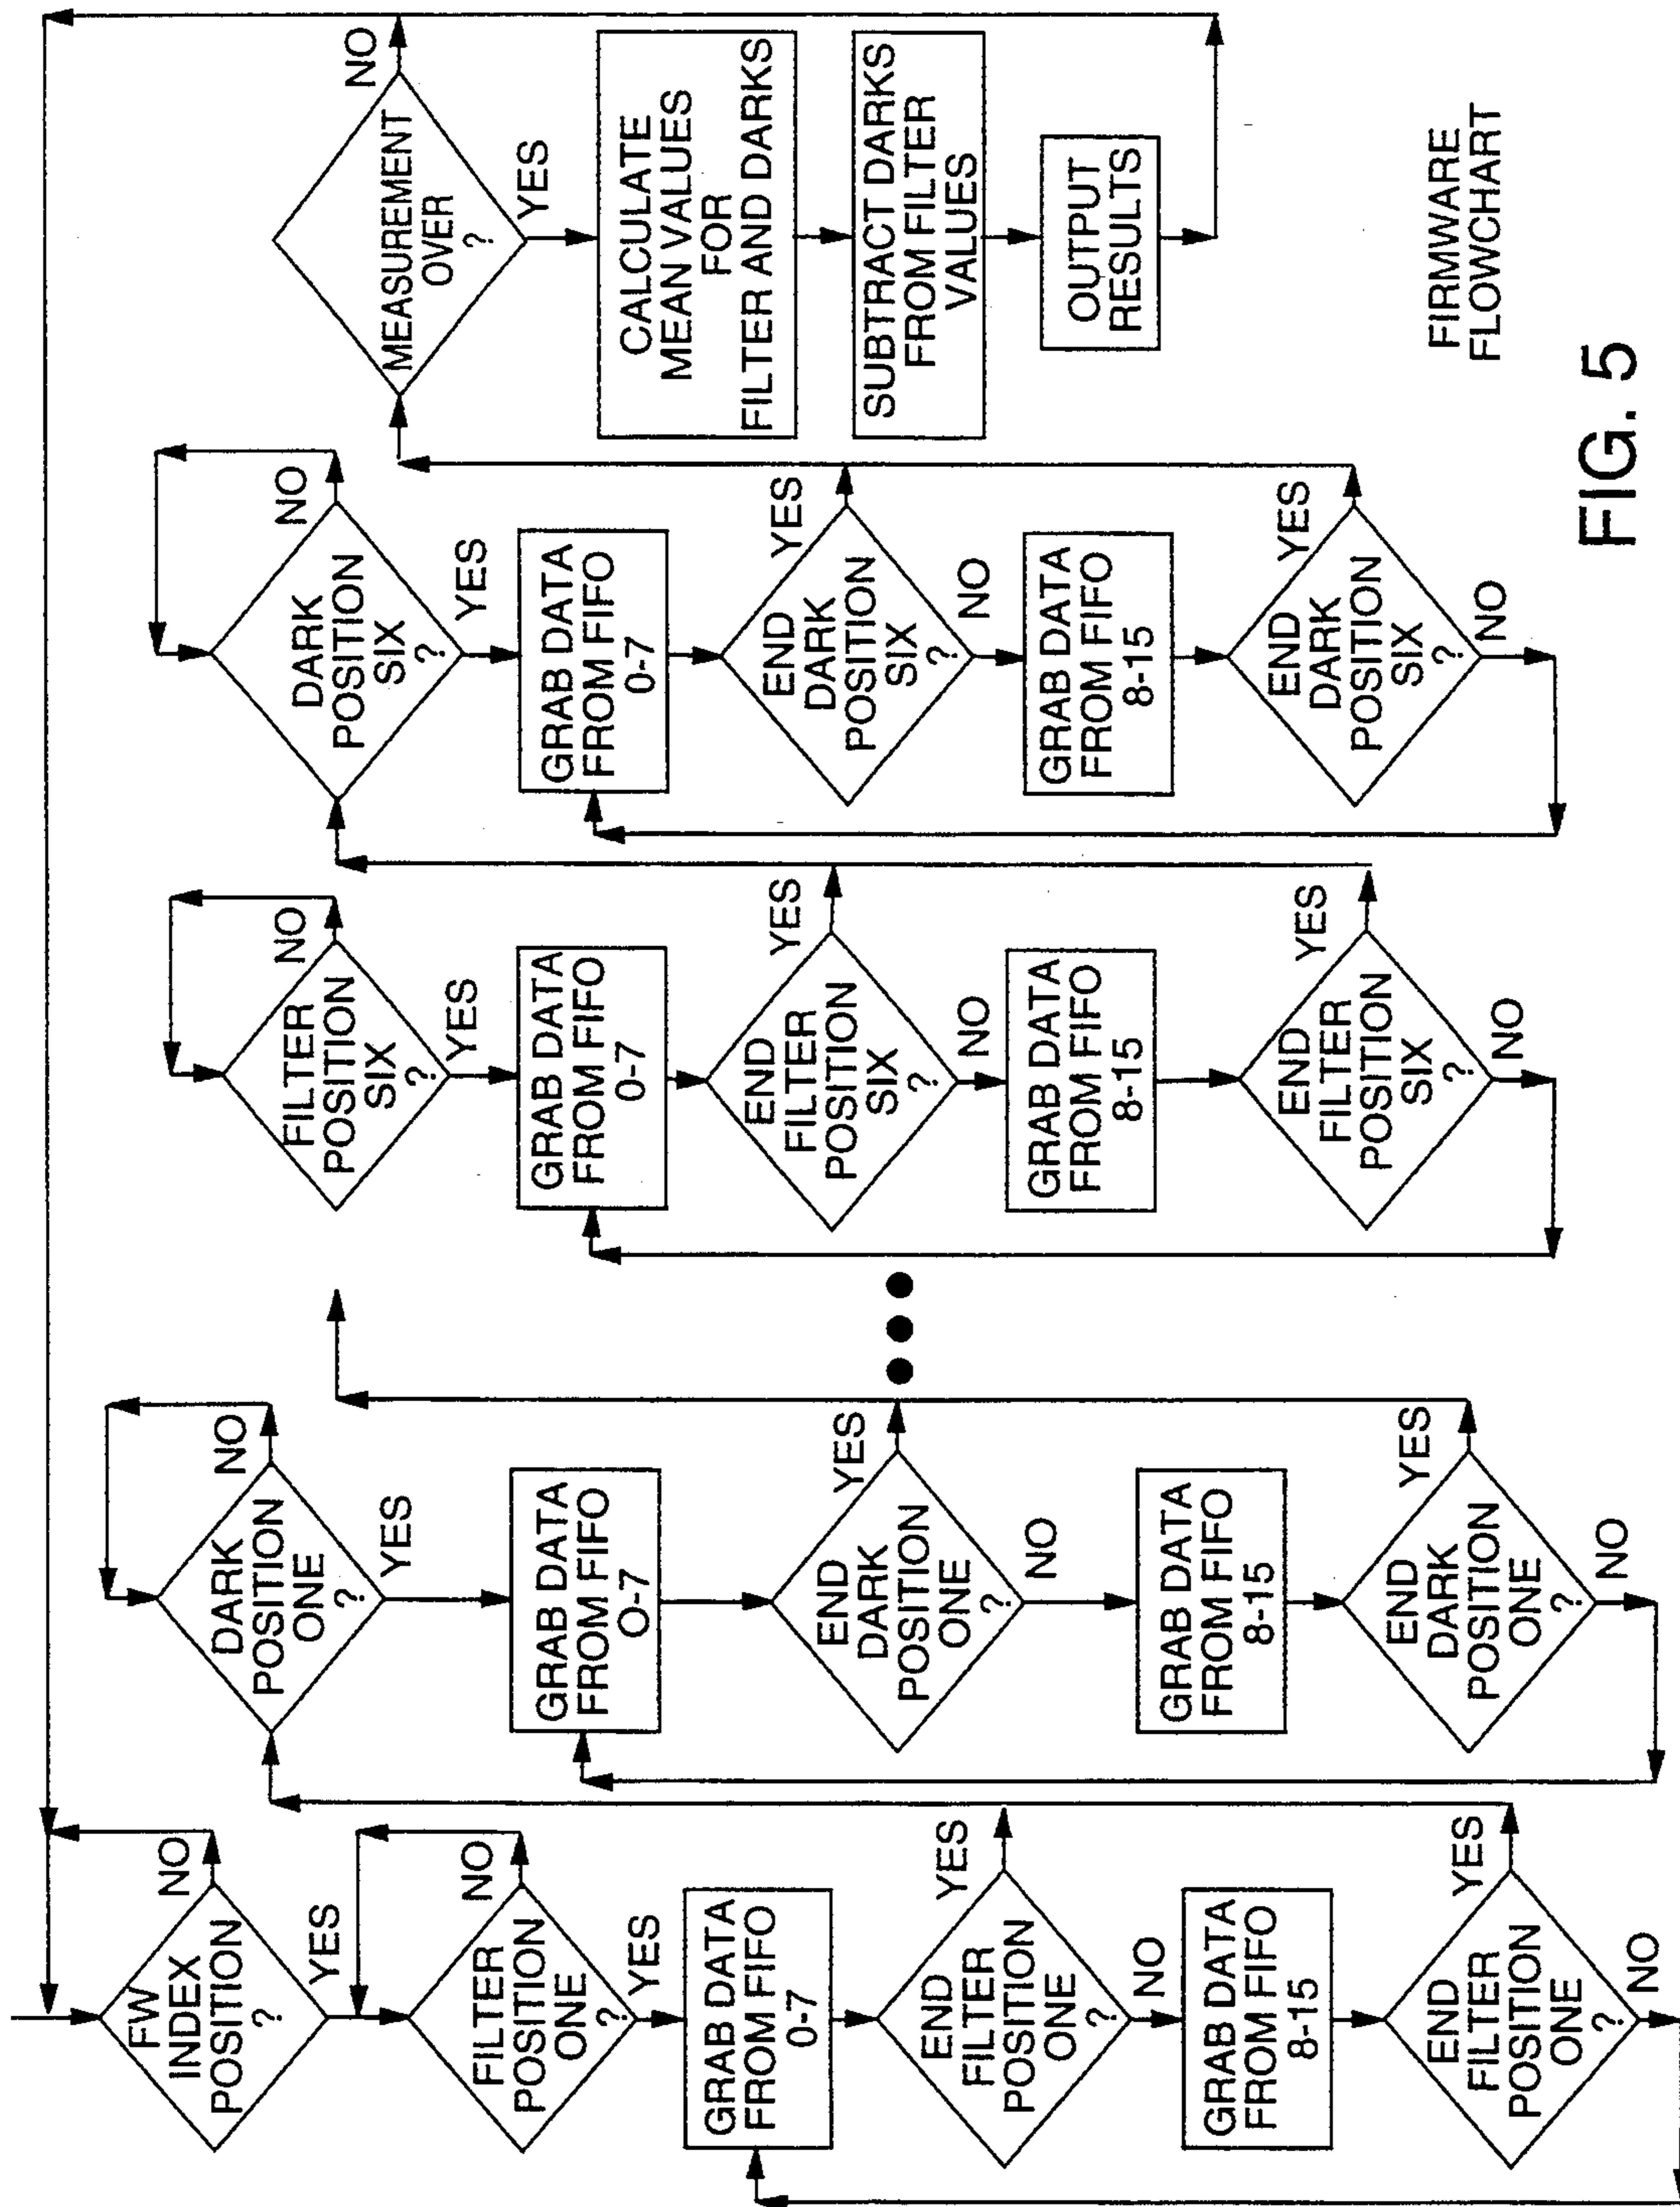 FW
INDEX
POSITION
?
NO
YES
FILTER
POSITION
ONE
?
NO
YES
GRAB DATA
FROM FIFO
0-7
END
FILTER
POSITION
ONE
?
YES
NO
GRAB DATA
FROM FIFO
8-15
END
FILTER
POSITION
ONE
?
YES
NO
DARK
POSITION
ONE
?
NO
YES
GRAB DATA
FROM FIFO
O-7
END
DARK
POSITION
ONE
?
YES
NO
GRAB DATA
FROM FIFO
8-15
END
DARK
POSITION
ONE
?
YES
NO
FILTER
POSITION
SIX
?
NO
YES
GRAB DATA
FROM FIFO
0-7
END
FILTER
POSITION
SIX
?
YES
NO
GRAB DATA
FROM FIFO
8-15
END
FILTER
POSITION
SIX
?
YES
NO
DARK
POSITION
SIX
?
NO
YES
GRAB DATA
FROM FIFO
0-7
END
DARK
POSITION
SIX
?
YES
NO
GRAB DATA
FROM FIFO
8-15
END
DARK
POSITION
SIX
?
YES
NO
MEASUREMENT
OVER
?
NO
YES
CALCULATE
MEAN VALUES
FOR
FILTER AND DARKS
SUBTRACT DARKS
FROM FILTER
VALUES
OUTPUT
RESULTS
FIRMWARE
FLOWCHART
FIG. 5